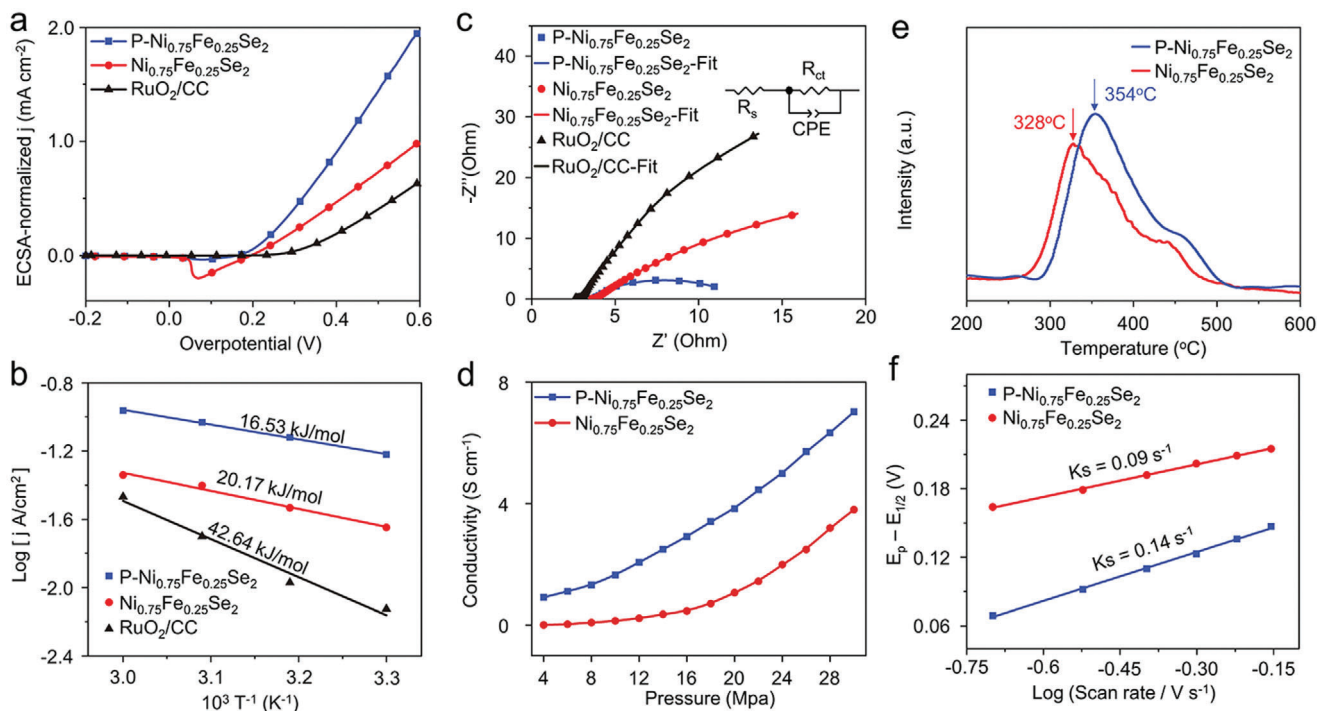 a
ECSA-normalized j (mA cm⁻²)
2.0
1.0
0.0
P-Ni₀.₇₅Fe₀.₂₅Se₂
Ni₀.₇₅Fe₀.₂₅Se₂
RuO₂/CC
-0.2 0.0 0.2 0.4 0.6
Overpotential (V)
b
Log [ j A/cm²]
-0.8
-1.2
-1.6
-2.0
-2.4
16.53 kJ/mol
20.17 kJ/mol
42.64 kJ/mol
P-Ni₀.₇₅Fe₀.₂₅Se₂
Ni₀.₇₅Fe₀.₂₅Se₂
RuO₂/CC
3.0 3.1 3.2 3.3
10³ T⁻¹ (K⁻¹)
c
-Z''(Ohm)
40
30
20
10
0
P-Ni₀.₇₅Fe₀.₂₅Se₂
P-Ni₀.₇₅Fe₀.₂₅Se₂-Fit
Ni₀.₇₅Fe₀.₂₅Se₂
Ni₀.₇₅Fe₀.₂₅Se₂-Fit
RuO₂/CC
RuO₂/CC-Fit
Rₛ
R꜀ₜ
CPE
0 5 10 15 20
Z' (Ohm)
d
Conductivity (S cm⁻¹)
8
4
0
P-Ni₀.₇₅Fe₀.₂₅Se₂
Ni₀.₇₅Fe₀.₂₅Se₂
4 8 12 16 20 24 28
Pressure (Mpa)
e
Intensity (a.u.)
P-Ni₀.₇₅Fe₀.₂₅Se₂
Ni₀.₇₅Fe₀.₂₅Se₂
354ºC
328ºC
200 300 400 500 600
Temperature (ºC)
f
Eₚ – E₁/₂ (V)
0.24
0.18
0.12
0.06
P-Ni₀.₇₅Fe₀.₂₅Se₂
Ni₀.₇₅Fe₀.₂₅Se₂
Ks = 0.09 s⁻¹
Ks = 0.14 s⁻¹
-0.75 -0.6 -0.45 -0.30 -0.15
Log (Scan rate / V s⁻¹)